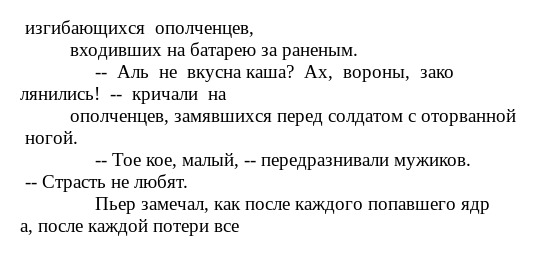 изгибающихся ополченцев,
входивших на батарею за раненым.
-- Аль не вкусна каша? Ах, вороны, зако
лянились! -- кричали на
ополченцев, замявшихся перед солдатом с оторванной
ногой.
-- Тое кое, малый, -- передразнивали мужиков.
-- Страсть не любят.
Пьер замечал, как после каждого попавшего ядр
а, после каждой потери все